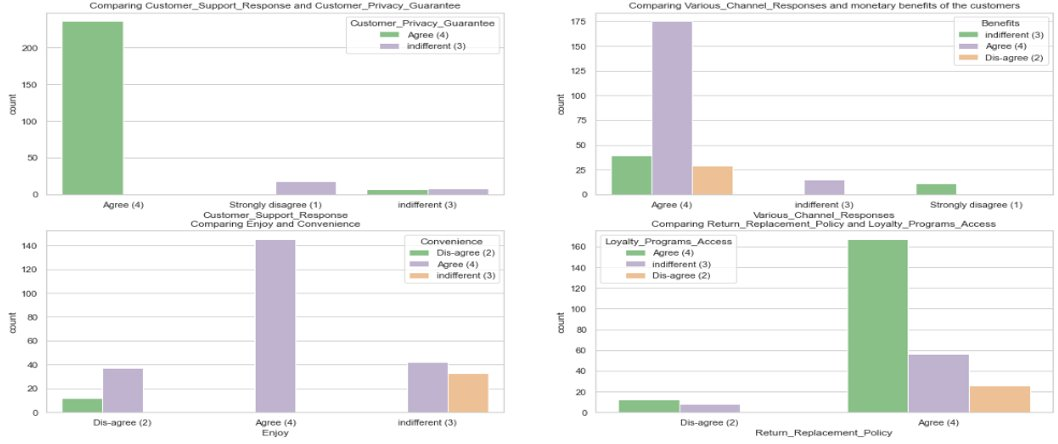 Comparing Customer_Support_Response and Customer_Privacy_Guarantee
Customer_Privacy_Guarantee
Agree (4)
indifferent (3)
count
200
150
100
50
0
Agree (4)
Strongly disagree (1)
indifferent (3)
Customer_Support_Response
Comparing Various_Channel_Responses and monetary benefits of the customers
Benefits
indifferent (3)
Agree (4)
Dis-agree (2)
count
175
150
125
100
75
50
25
0
Agree (4)
indifferent (3)
Strongly disagree (1)
Various_Channel_Responses
Comparing Enjoy and Convenience
Convenience
Dis-agree (2)
Agree (4)
indifferent (3)
count
140
120
100
80
60
40
20
0
Dis-agree (2)
Agree (4)
indifferent (3)
Enjoy
Comparing Return_Replacement_Policy and Loyalty_Programs_Access
Loyalty_Programs_Access
Agree (4)
indifferent (3)
Dis-agree (2)
count
160
140
120
100
80
60
40
20
0
Dis-agree (2)
Agree (4)
Return_Replacement_Policy